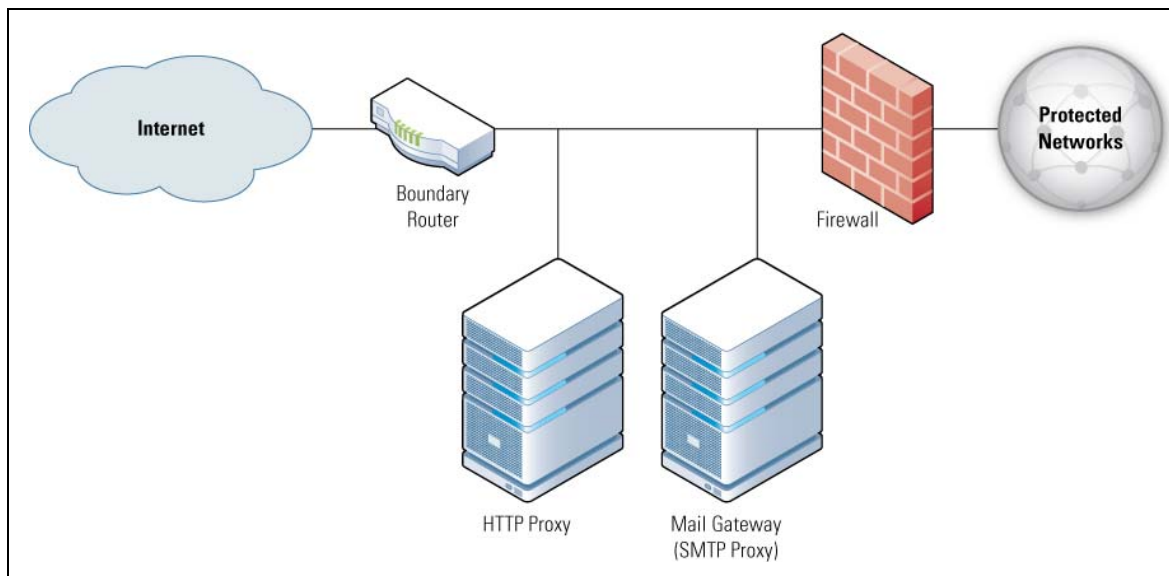 Internet
Boundary
Router
Firewall
Protected
Networks
HTTP Proxy
Mail Gateway
(SMTP Proxy)